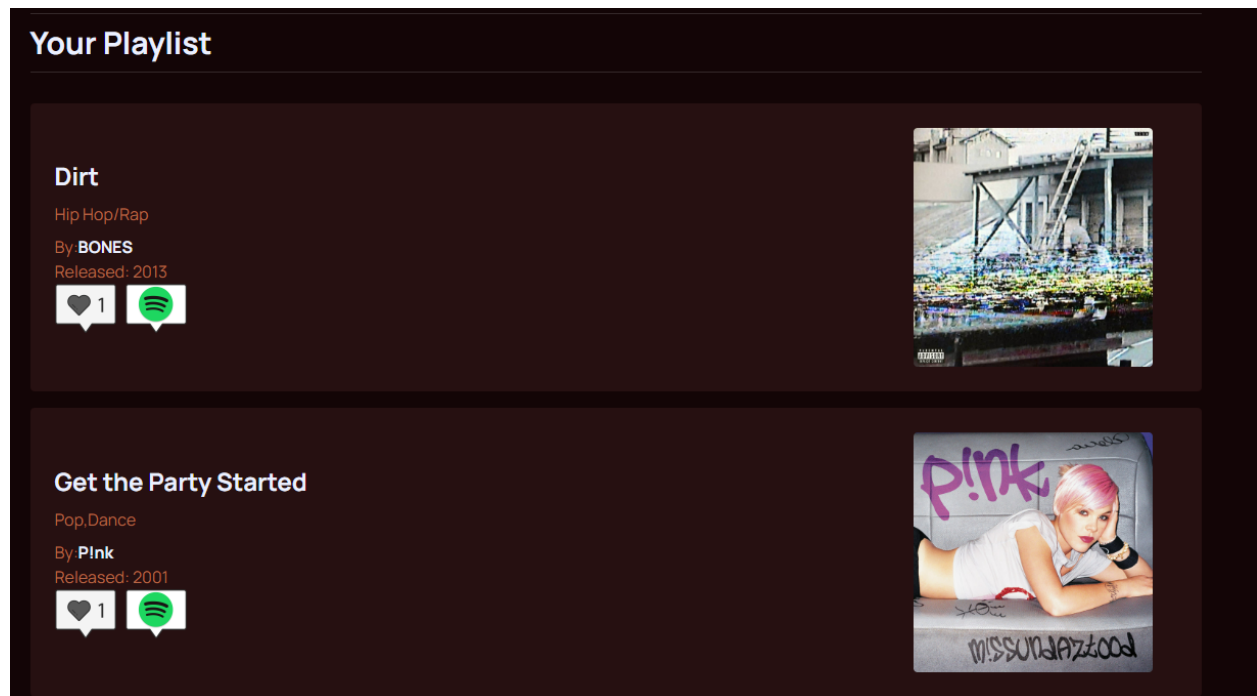 Your Playlist
Dirt
Hip Hop/Rap
By:BONES
Released: 2013
1
Get the Party Started
Pop,Dance
By:P!nk
Released: 2001
1
P!nk
M!SSUNDAZTOOD